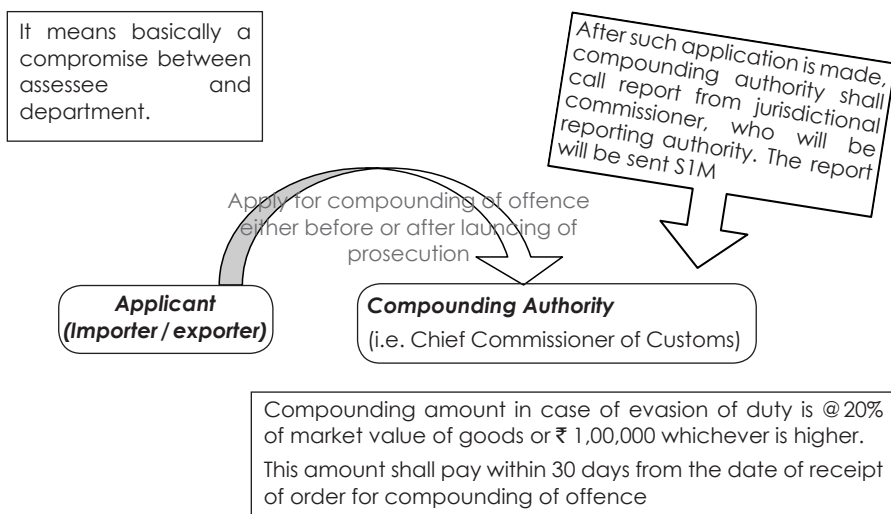 It means basically a
compromise between
assessee and
department.
After such application is made,
compounding authority shall
call report from jurisdictional
commissioner, who will be
reporting authority. The report
will be sent S1M
Apply for compounding of offence
either before or after launcing of
prosecution
Applicant
(Importer / exporter)
Compounding Authority
(i.e. Chief Commissioner of Customs)
Compounding amount in case of evasion of duty is @20%
of market value of goods or ₹ 1,00,000 whichever is higher.
This amount shall pay within 30 days from the date of receipt
of order for compounding of offence